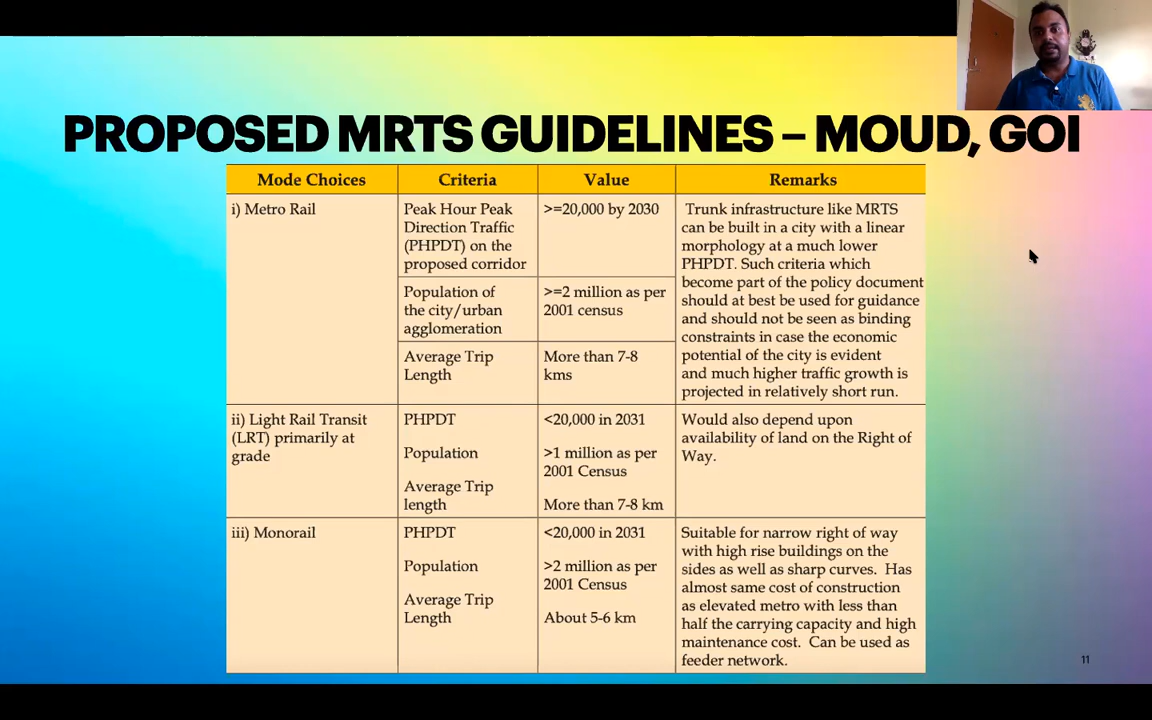 PROPOSED MRTS GUIDELINES – MOUD, GOI
Mode Choices
Criteria
Value
Remarks
i) Metro Rail
Peak Hour Peak
Direction Traffic
(PHPDT) on the
proposed corridor
>=20,000 by 2030
Population of
the city/urban
agglomeration
>=2 million as per
2001 census
Average Trip
Length
More than 7-8
kms
Trunk infrastructure like MRTS
can be built in a city with a linear
morphology at a much lower
PHPDT. Such criteria which
become part of the policy document
should at best be used for guidance
and should not be seen as binding
constraints in case the economic
potential of the city is evident
and much higher traffic growth is
projected in relatively short run.
ii) Light Rail Transit
(LRT) primarily at
grade
PHPDT
<20,000 in 2031
Population
>1 million as per
2001 Census
Average Trip
length
More than 7-8 km
Would also depend upon
availability of land on the Right of
Way.
iii) Monorail
PHPDT
<20,000 in 2031
Population
>2 million as per
2001 Census
Average Trip
Length
About 5-6 km
Suitable for narrow right of way
with high rise buildings on the
sides as well as sharp curves. Has
almost same cost of construction
as elevated metro with less than
half the carrying capacity and high
maintenance cost. Can be used as
feeder network.
11